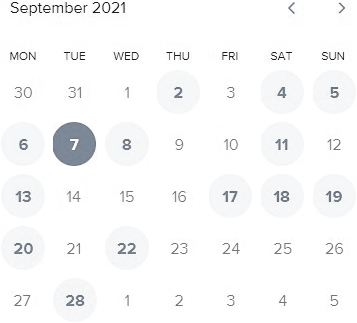 September 2021
MON TUE WED THU FRI SAT SUN
30 31 1 2 3 4 5
6 7 8 9 10 11 12
13 14 15 16 17 18 19
20 21 22 23 24 25 26
27 28 1 2 3 4 5